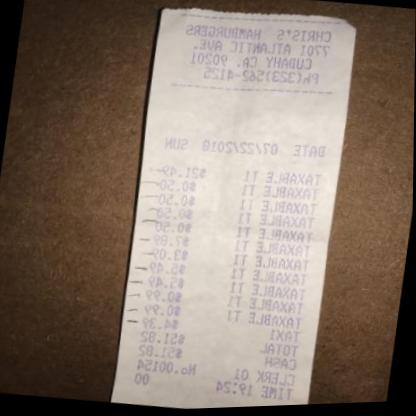 CHRIS'S HAMBURGERS
7701 ATLANTIC AVE.
CUDAHY CA. 90201
Ph(323)562-4125
DATE 07/22/2018 SUN
TAXABLE T1 $21.49
TAXABLE T1 $0.50
TAXABLE T1 $0.50
TAXABLE T1 $0.50
TAXABLE T1 $0.50
TAXABLE T1 $7.89
TAXABLE T1 $3.09
TAXABLE T1 $5.49
TAXABLE T1 $5.49
TAXABLE T1 $0.99
TAXABLE T1 $0.99
TAX1 $4.39
TOTAL $51.82
CASH $51.82
CLERK 01 No.00154
TIME 19:24 00